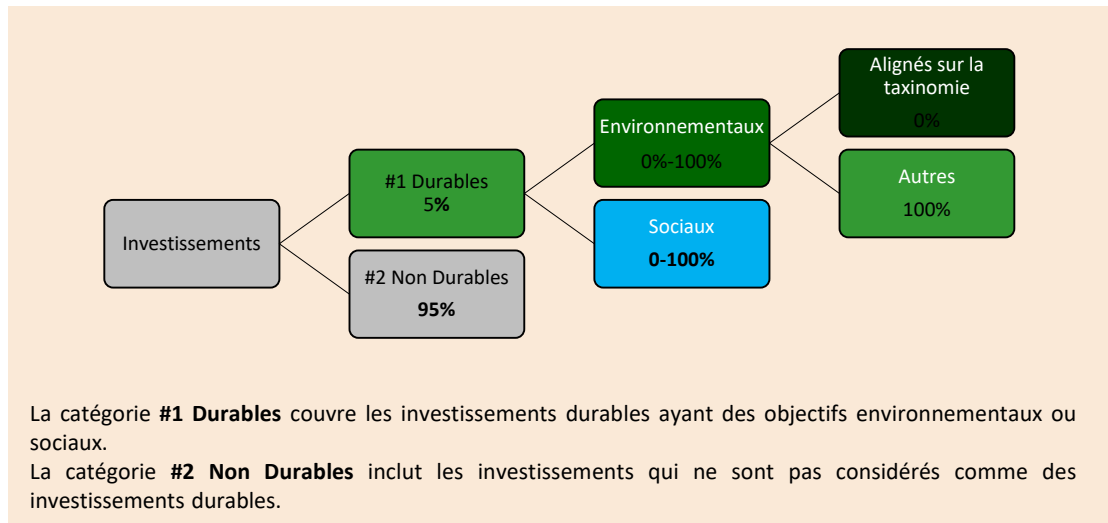 Investissements
#1 Durables
5%
#2 Non Durables
95%
Environnementaux
0%-100%
Sociaux
0-100%
Alignés sur la
taxinomie
0%
Autres
100%
La catégorie #1 Durables couvre les investissements durables ayant des objectifs environnementaux ou
sociaux.
La catégorie #2 Non Durables inclut les investissements qui ne sont pas considérés comme des
investissements durables.